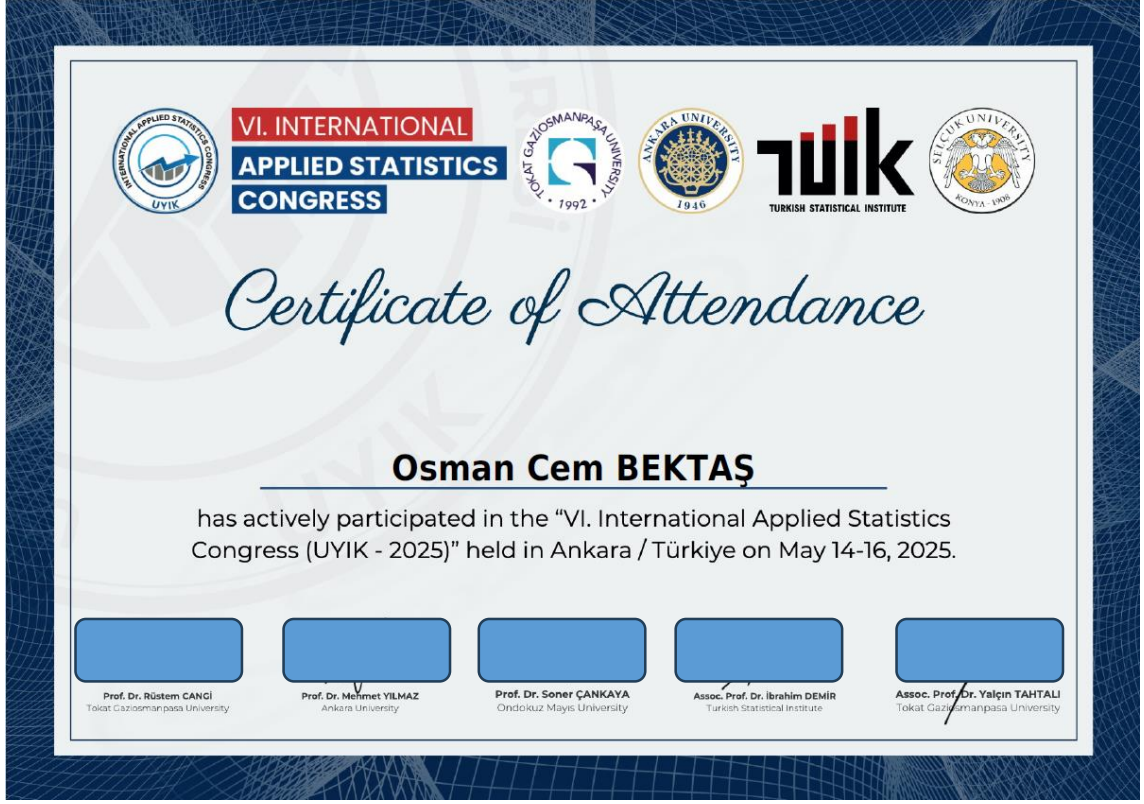 INTERNATIONAL APPLIED STATISTICS CONGRESS
UYIK
VI. INTERNATIONAL
APPLIED STATISTICS
CONGRESS
TOKAT GAZİOSMANPAŞA UNIVERSITY
• 1992 •
ANKARA UNIVERSITY
1946
TÜİK
TURKISH STATISTICAL INSTITUTE
SELÇUK UNIVERSITY
KONYA - 1908
Certificate of Attendance
UYIK
Osman Cem BEKTAŞ
has actively participated in the “VI. International Applied Statistics
Congress (UYIK - 2025)” held in Ankara / Türkiye on May 14-16, 2025.
Prof. Dr. Rüstem CANGİ
Tokat Gaziosmanpasa University
Prof. Dr. Mehmet YILMAZ
Ankara University
Prof. Dr. Soner ÇANKAYA
Ondokuz Mayıs University
Assoc. Prof. Dr. İbrahim DEMİR
Turkish Statistical Institute
Assoc. Prof. Dr. Yalçın TAHTALI
Tokat Gaziosmanpasa University